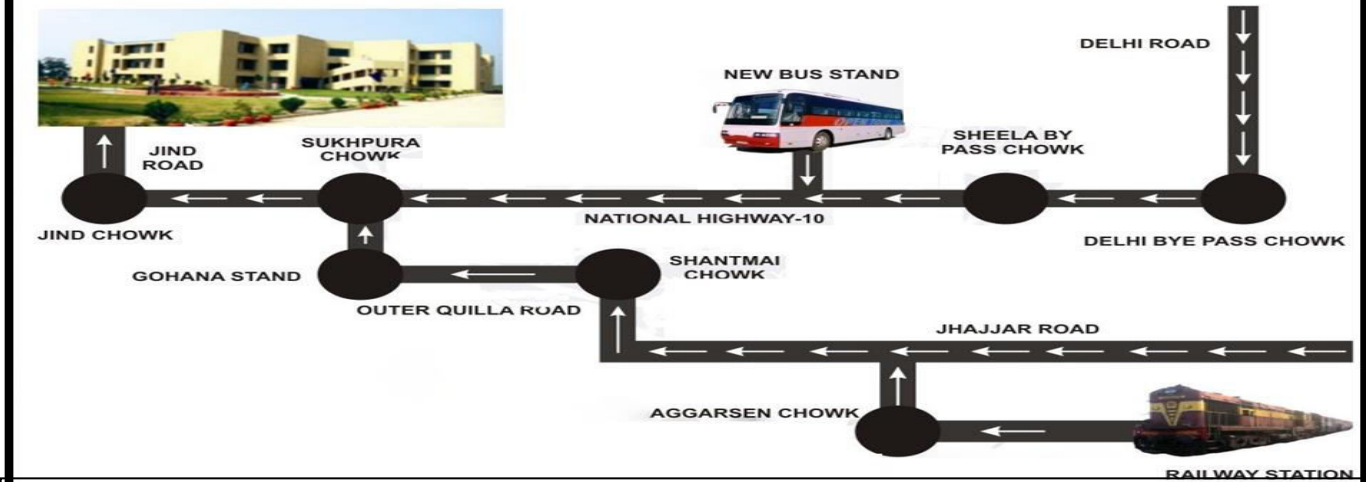 DELHI ROAD
NEW BUS STAND
SHEELA BY
PASS CHOWK
SUKHPURA
CHOWK
JIND
ROAD
NATIONAL HIGHWAY-10
JIND CHOWK
DELHI BYE PASS CHOWK
GOHANA STAND
SHANTMAI
CHOWK
OUTER QUILLA ROAD
JHAJJAR ROAD
AGGARSEN CHOWK
RAILWAY STATION